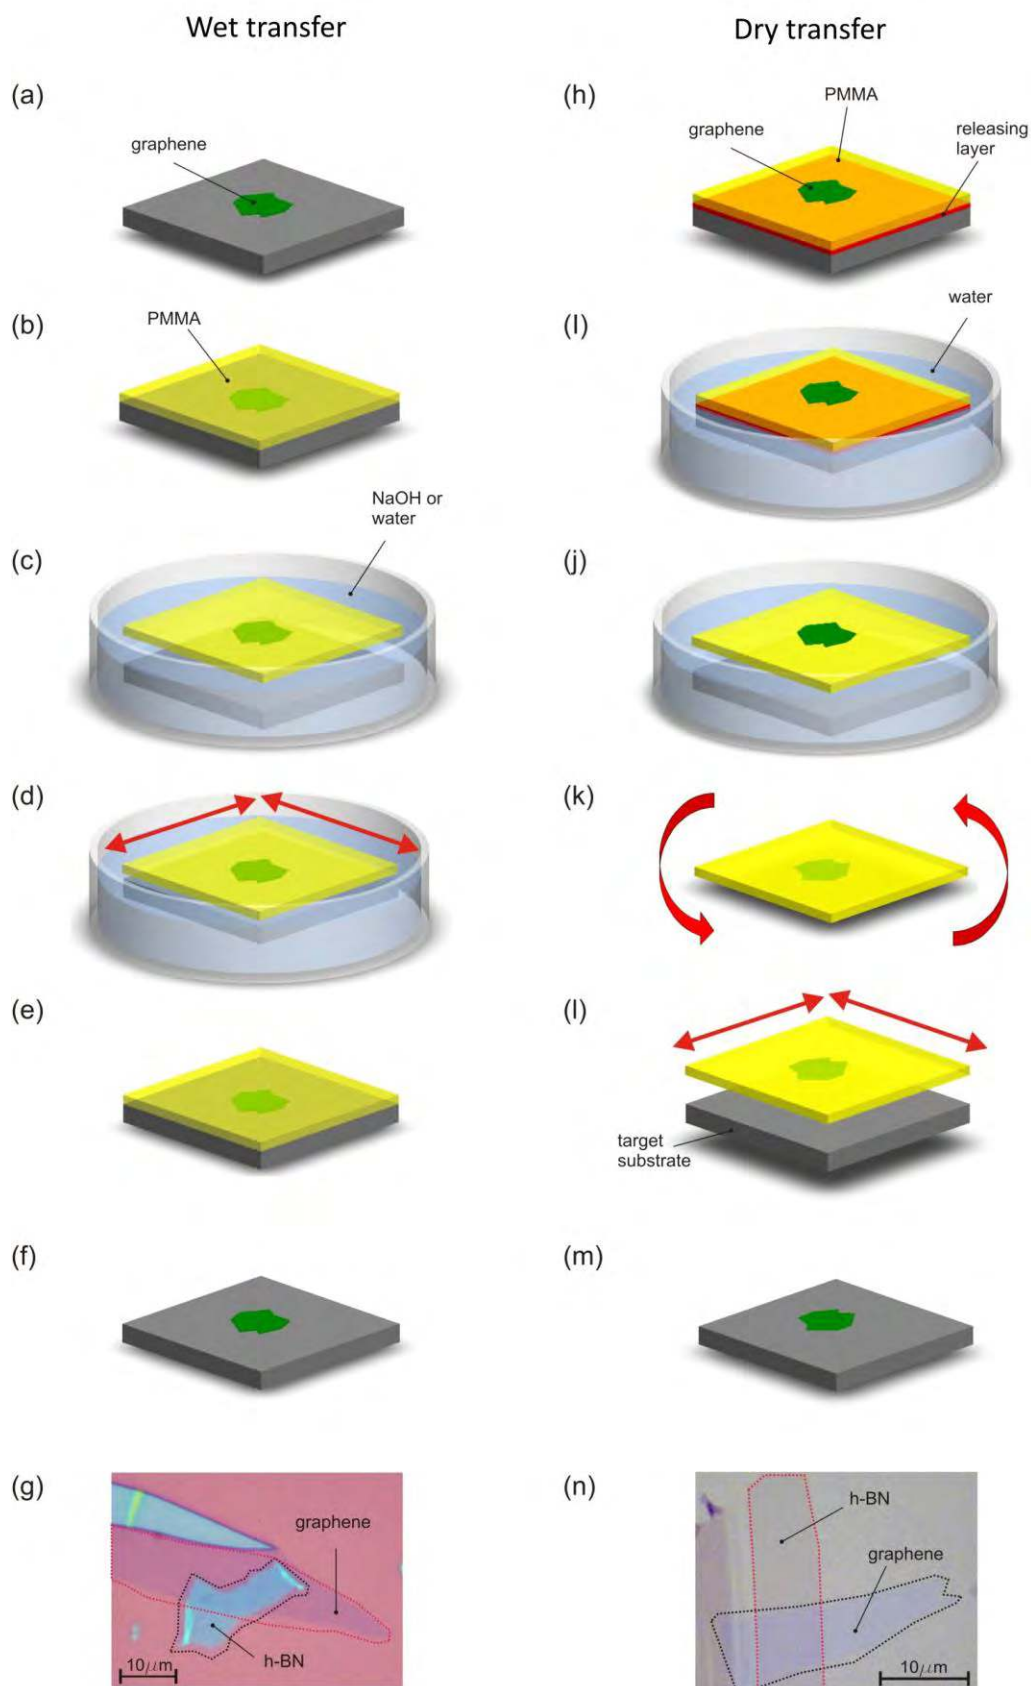 Wet transfer
(a)
graphene
(b)
PMMA
(c)
NaOH or
water
(d)
(e)
(f)
(g)
graphene
h-BN
10μm
Dry transfer
(h)
PMMA
graphene
releasing
layer
(l)
water
(j)
(k)
(l)
target
substrate
(m)
(n)
h-BN
graphene
10μm